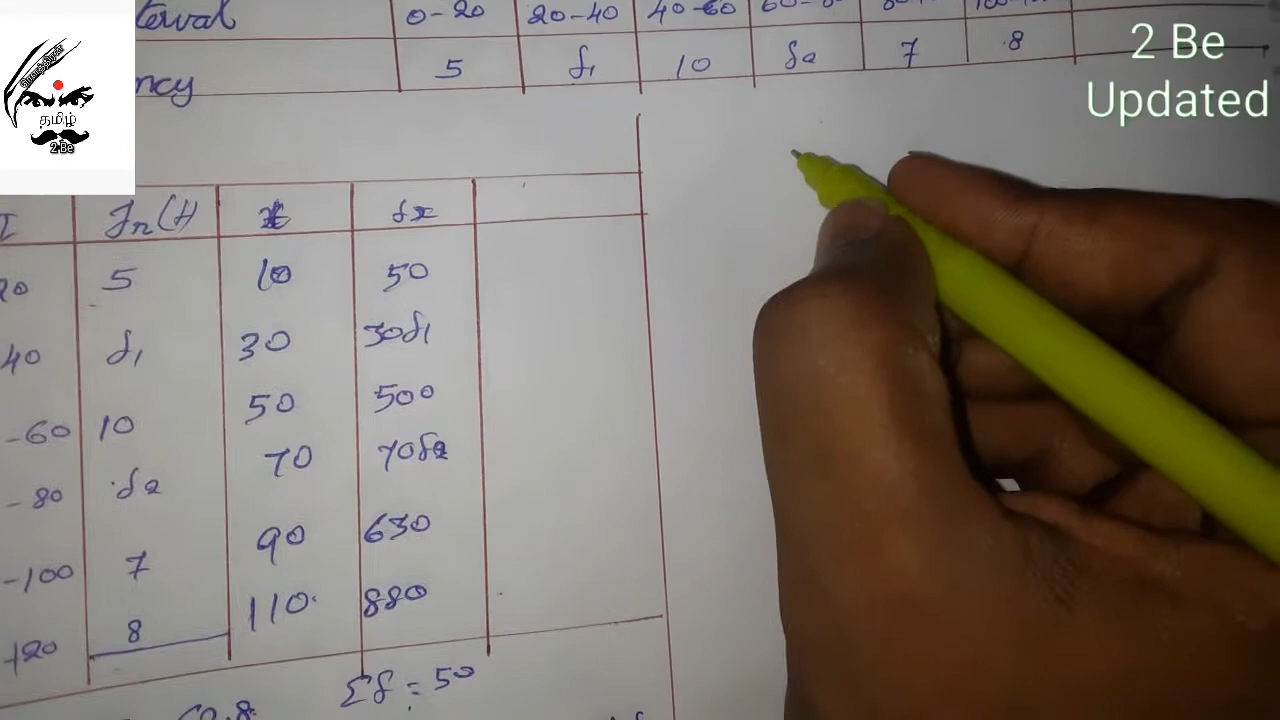 terval 0-20 20-40 40-60
ncy 5 f1 10 f2 7 8
2 Be
Updated
தமிழ்
2 Be
I fn(f) x fx
20 5 10 50
40 f1 30 30f1
-60 10 50 500
-80 f2 70 70f2
-100 7 90 630
-120 8 110 880
Σf = 50